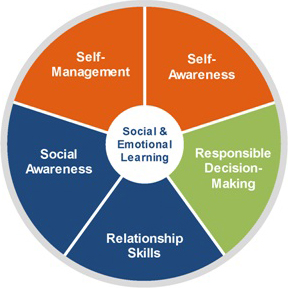 Self-
Management
Self-
Awareness
Social &
Emotional
Learning
Social
Awareness
Responsible
Decision-
Making
Relationship
Skills